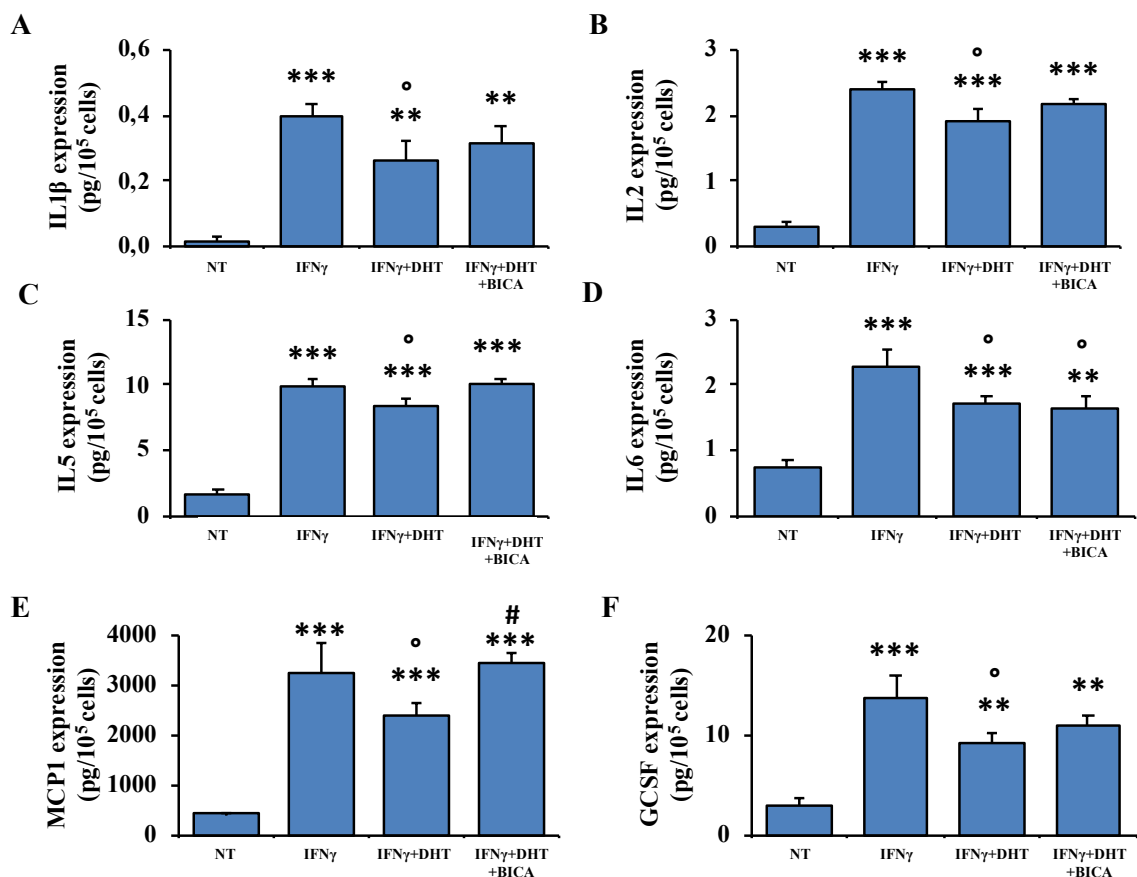 A
IL1β expression
(pg/10⁵ cells)
0,6
0,4
0,2
0,0
***
°
**
**
NT
IFNγ
IFNγ+DHT
IFNγ+DHT
+BICA
B
IL2 expression
(pg/10⁵ cells)
3
2
1
0
***
°
***
***
NT
IFNγ
IFNγ+DHT
IFNγ+DHT
+BICA
C
IL5 expression
(pg/10⁵ cells)
15
10
5
0
***
°
***
***
NT
IFNγ
IFNγ+DHT
IFNγ+DHT
+BICA
D
IL6 expression
(pg/10⁵ cells)
3
2
1
0
***
°
***
°
**
NT
IFNγ
IFNγ+DHT
IFNγ+DHT
+BICA
E
MCP1 expression
(pg/10⁵ cells)
4000
3000
2000
1000
0
***
°
***
#
***
NT
IFNγ
IFNγ+DHT
IFNγ+DHT
+BICA
F
GCSF expression
(pg/10⁵ cells)
20
10
0
***
°
**
**
NT
IFNγ
IFNγ+DHT
IFNγ+DHT
+BICA